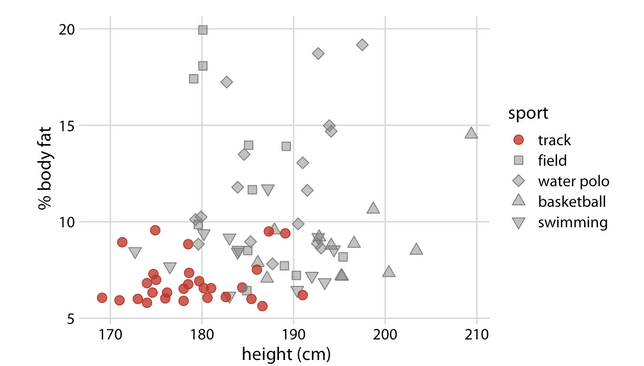 20
15
10
5
% body fat
170 180 190 200 210
height (cm)
sport
track
field
water polo
basketball
swimming